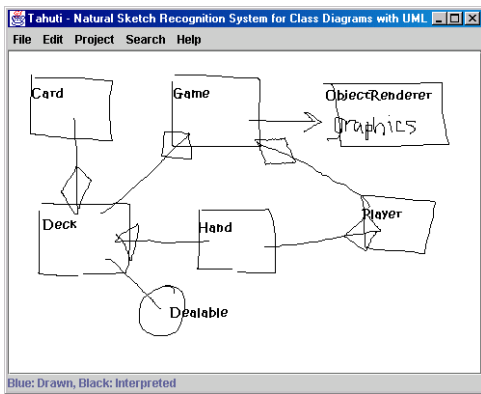 Tahuti - Natural Sketch Recognition System for Class Diagrams with UML
File Edit Project Search Help
Card
Game
ObjectRenderer
Graphics
Deck
Hand
Player
Dealable
Blue: Drawn, Black: Interpreted